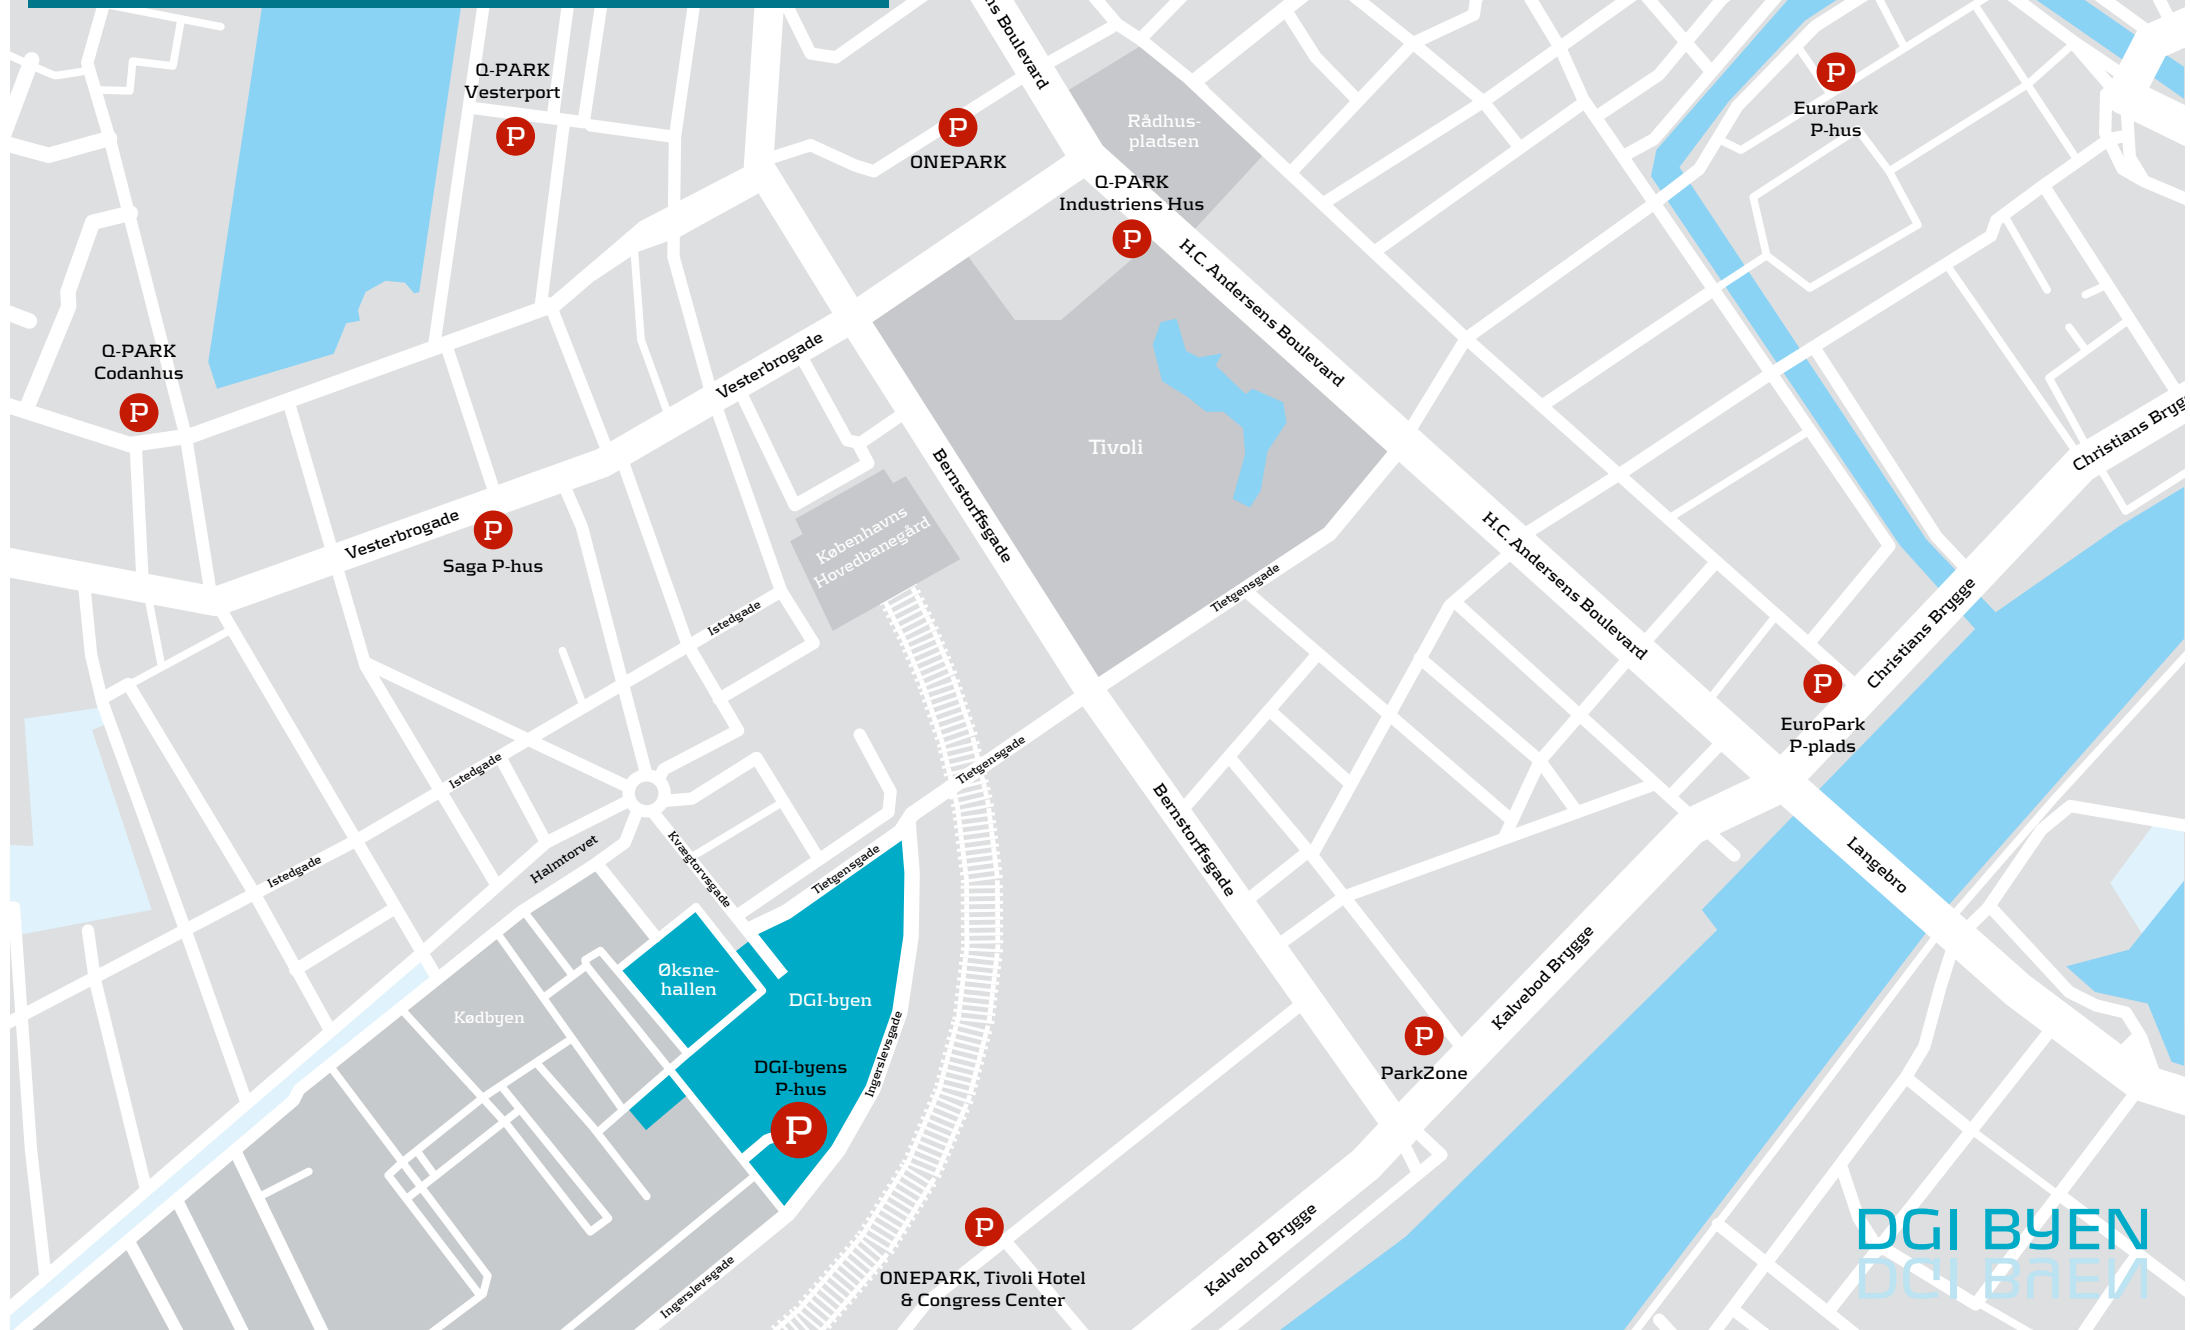 ns Boulevard
Q-PARK
Vesterport
P
P
ONEPARK
Rådhus-
pladsen
P
EuroPark
P-hus
Q-PARK
Industriens Hus
P
H.C. Andersens Boulevard
Q-PARK
Codanhus
P
Vesterbrogade
Tivoli
Bernstorffsgade
Christians Brygg
Vesterbrogade
P
Saga P-hus
Københavns
Hovedbanegård
H.C. Andersens Boulevard
Tietgensgade
Istedgade
Christians Brygge
P
EuroPark
P-plads
Istedgade
Tietgensgade
Bernstorffsgade
Langebro
Istedgade
Halmtorvet
Kvægtorvsgade
Tietgensgade
Øksne-
hallen
DGI-byen
Kødbyen
Kalvebod Brygge
Ingerslevsgade
P
ParkZone
DGI-byens
P-hus
P
P
ONEPARK, Tivoli Hotel
& Congress Center
Ingerslevsgade
Kalvebod Brygge
DGI BYEN